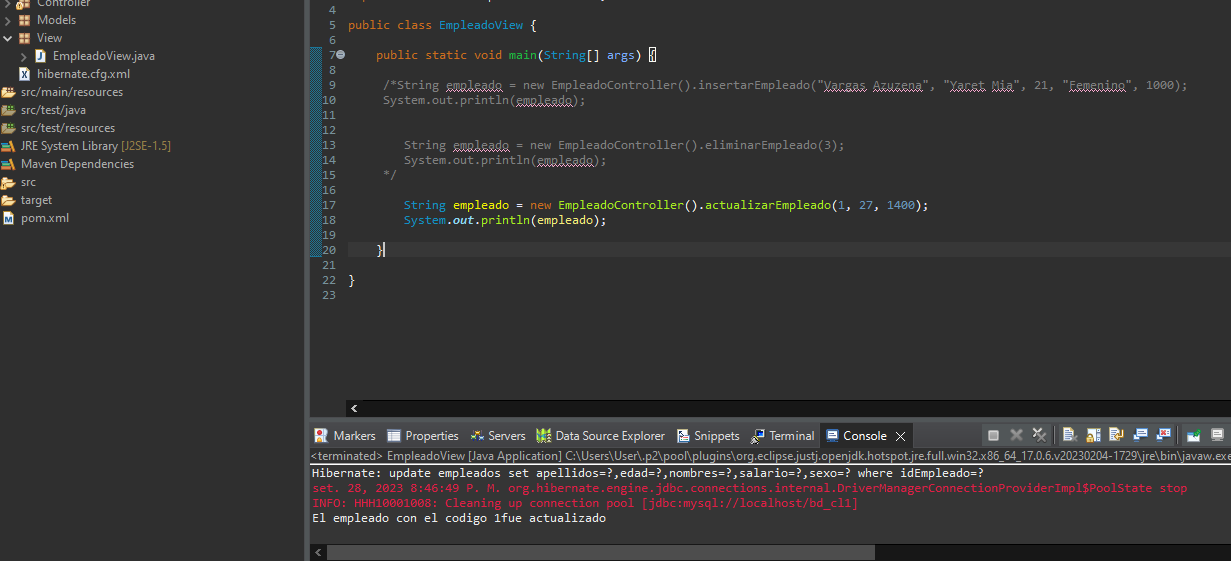 Controller
Models
View
EmpleadoView.java
hibernate.cfg.xml
src/main/resources
src/test/java
src/test/resources
JRE System Library [J2SE-1.5]
Maven Dependencies
src
target
pom.xml
4
5 public class EmpleadoView {
6
7 public static void main(String[] args) {
8
9 /*String empleado = new EmpleadoController().insertarEmpleado("Vargas Azuzena", "Yaret Mia", 21, "Femenino", 1000);
10 System.out.println(empleado);
11
12
13 String empleado = new EmpleadoController().eliminarEmpleado(3);
14 System.out.println(empleado);
15 */
16
17 String empleado = new EmpleadoController().actualizarEmpleado(1, 27, 1400);
18 System.out.println(empleado);
19
20 }
21
22 }
23
Markers Properties Servers Data Source Explorer Snippets Terminal Console
<terminated> EmpleadoView [Java Application] C:\Users\User\.p2\pool\plugins\org.eclipse.justj.openjdk.hotspot.jre.full.win32.x86_64_17.0.6.v20230204-1729\jre\bin\javaw.exe
Hibernate: update empleados set apellidos=?,edad=?,nombres=?,salario=?,sexo=? where idEmpleado=?
set. 28, 2023 8:46:49 P. M. org.hibernate.engine.jdbc.connections.internal.DriverManagerConnectionProviderImpl$PoolState stop
INFO: HHH10001008: Cleaning up connection pool [jdbc:mysql://localhost/bd_cl1]
El empleado con el codigo 1fue actualizado